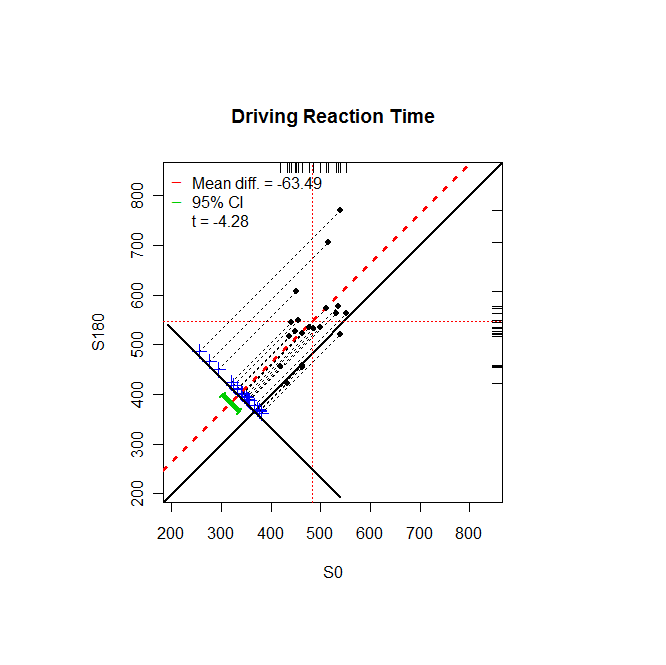 Driving Reaction Time
Mean diff. = -63.49
95% CI
t = -4.28
S180
800
700
600
500
400
300
200
200 300 400 500 600 700 800
S0